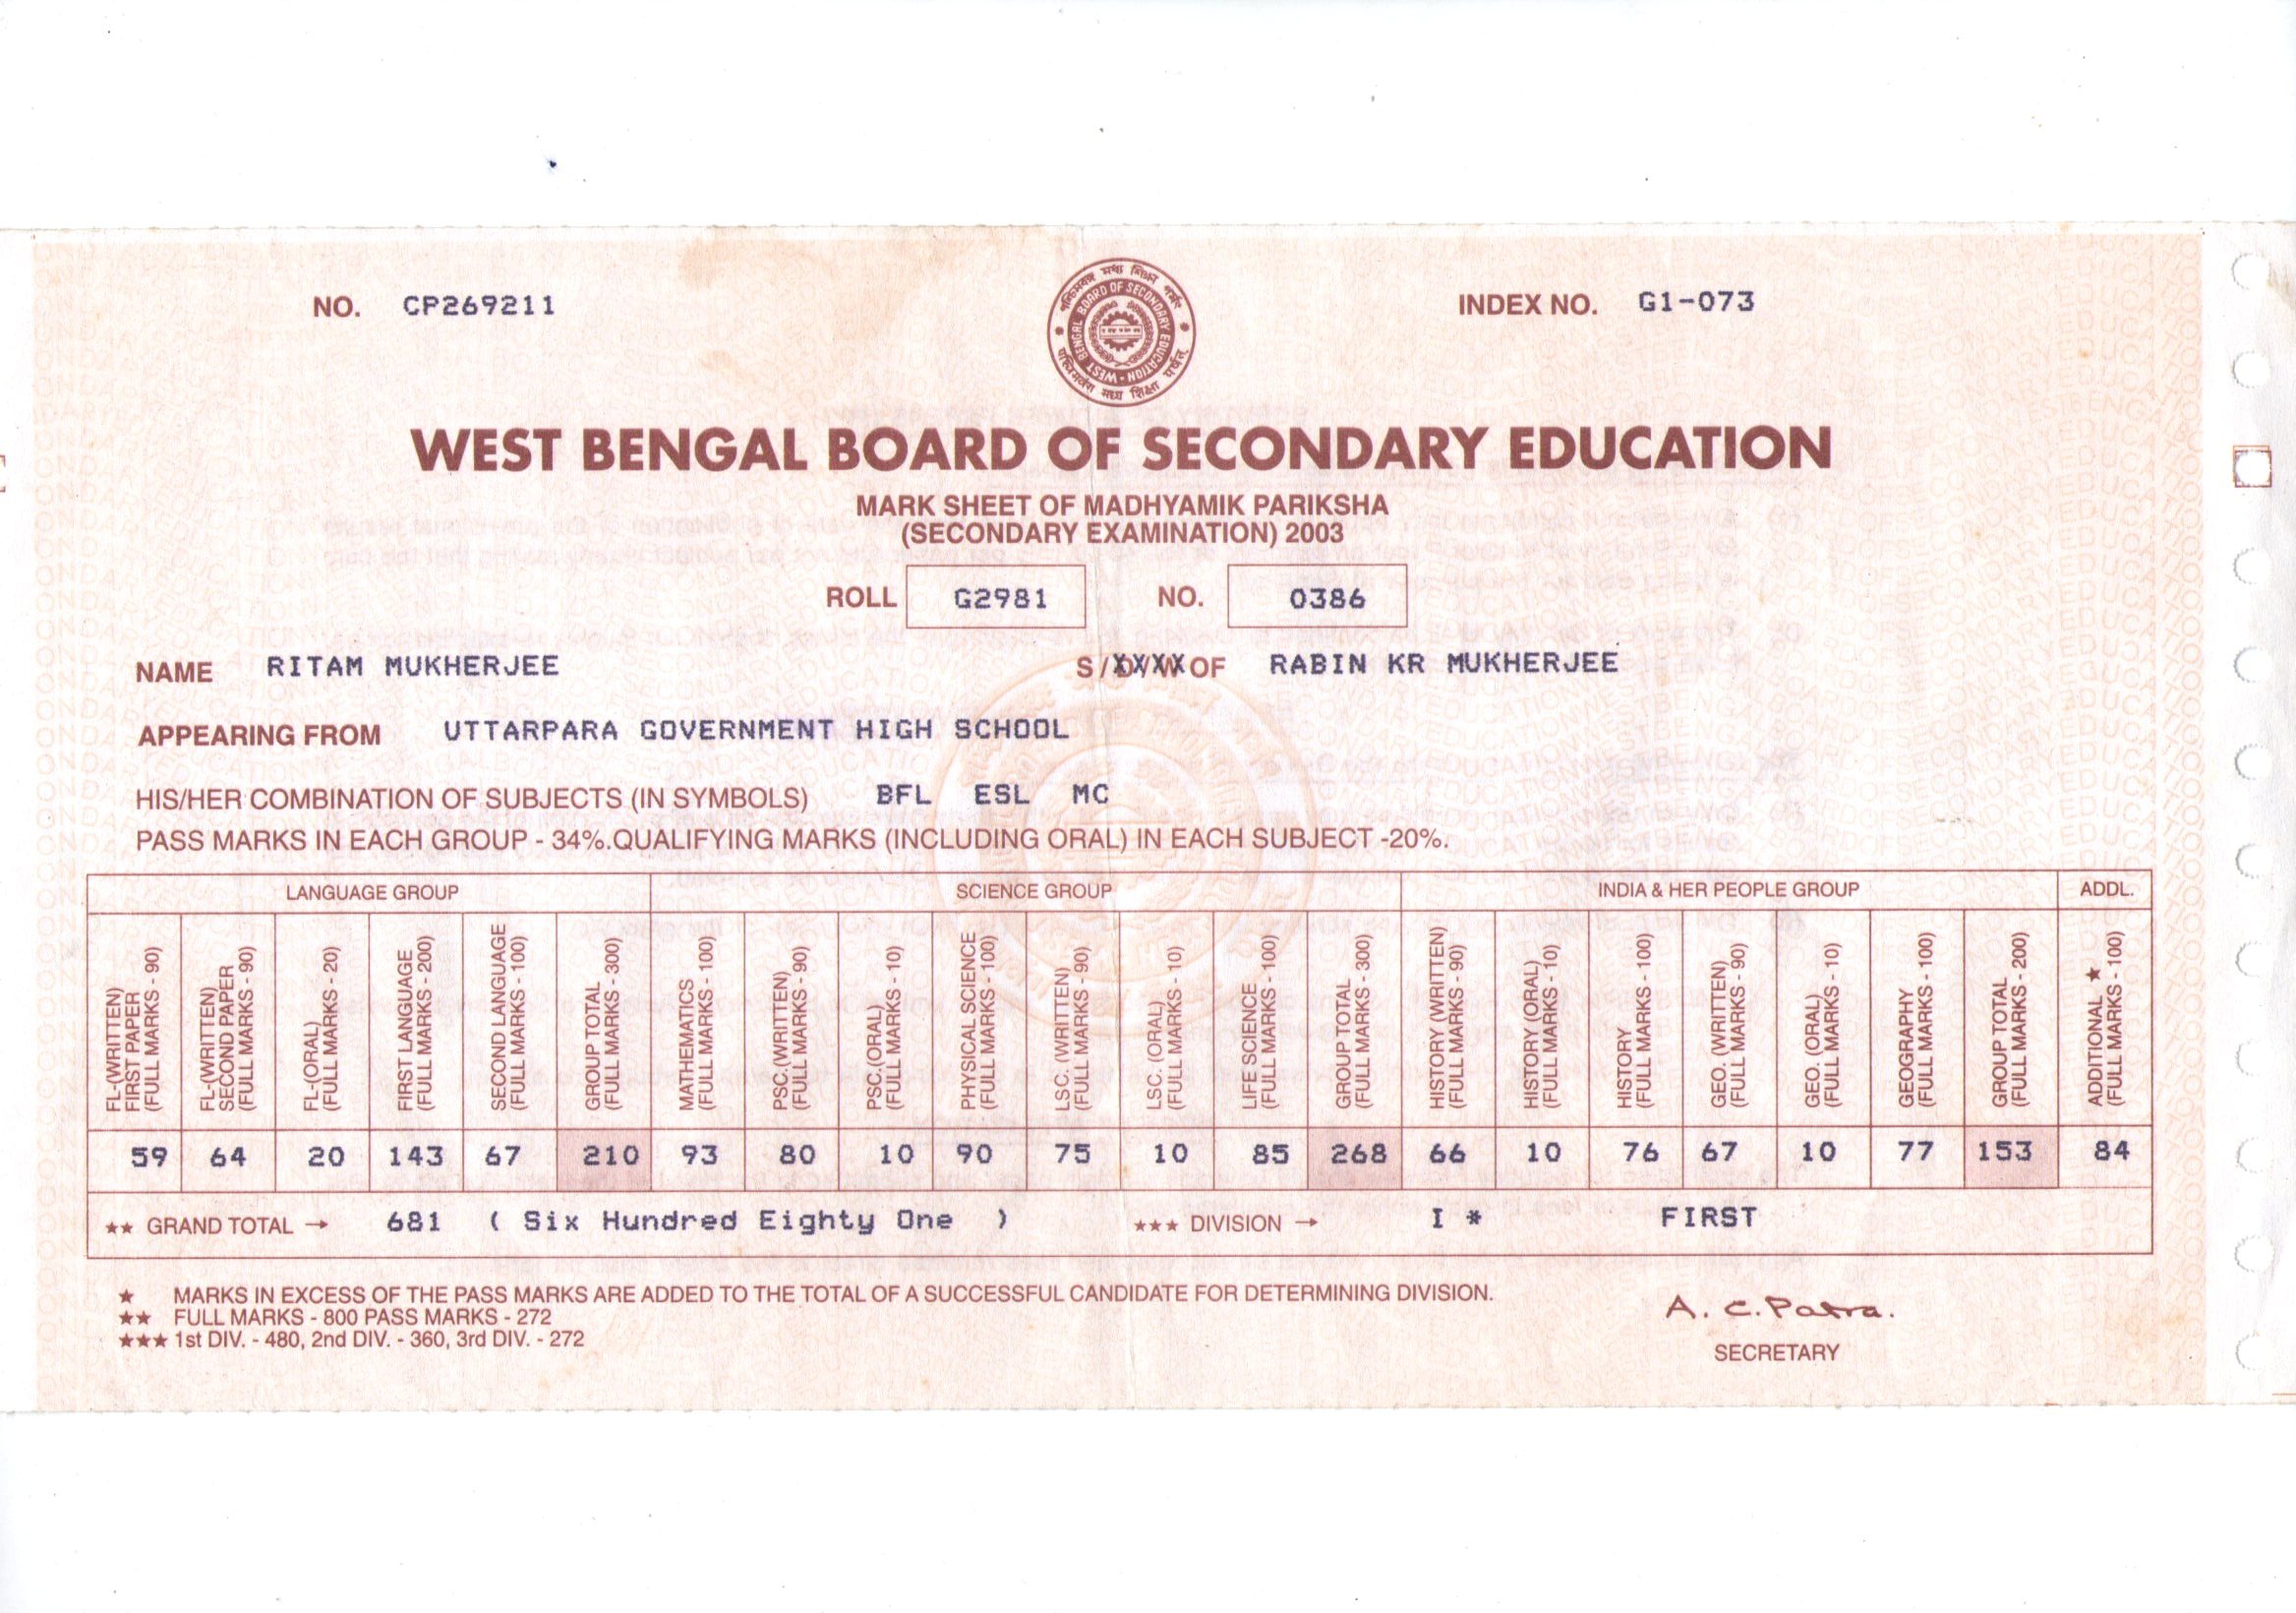 NO. CP269211
INDEX NO. G1-073
পশ্চিমবঙ্গ মধ্য শিক্ষা পর্ষদ
WEST BENGAL BOARD OF SECONDARY EDUCATION
पश्चिमबंग मध्य शिक्षा पर्षत्
WEST BENGAL BOARD OF SECONDARY EDUCATION
MARK SHEET OF MADHYAMIK PARIKSHA
(SECONDARY EXAMINATION) 2003
ROLL G2981 NO. 0386
NAME RITAM MUKHERJEE S/D/W OF RABIN KR MUKHERJEE
APPEARING FROM UTTARPARA GOVERNMENT HIGH SCHOOL
HIS/HER COMBINATION OF SUBJECTS (IN SYMBOLS) BFL ESL MC
PASS MARKS IN EACH GROUP - 34%.QUALIFYING MARKS (INCLUDING ORAL) IN EACH SUBJECT -20%.
LANGUAGE GROUP SCIENCE GROUP INDIA & HER PEOPLE GROUP ADDL.
FL-(WRITTEN)
FIRST PAPER
(FULL MARKS - 90)
FL-(WRITTEN)
SECOND PAPER
(FULL MARKS - 90)
FL-(ORAL)
(FULL MARKS - 20)
FIRST LANGUAGE
(FULL MARKS - 200)
SECOND LANGUAGE
(FULL MARKS - 100)
GROUP TOTAL
(FULL MARKS - 300)
MATHEMATICS
(FULL MARKS - 100)
PSC.(WRITTEN)
(FULL MARKS - 90)
PSC.(ORAL)
(FULL MARKS - 10)
PHYSICAL SCIENCE
(FULL MARKS - 100)
LSC. (WRITTEN)
(FULL MARKS - 90)
LSC. (ORAL)
(FULL MARKS - 10)
LIFE SCIENCE
(FULL MARKS - 100)
GROUP TOTAL
(FULL MARKS - 300)
HISTORY (WRITTEN)
(FULL MARKS - 90)
HISTORY (ORAL)
(FULL MARKS - 10)
HISTORY
(FULL MARKS - 100)
GEO. (WRITTEN)
(FULL MARKS - 90)
GEO. (ORAL)
(FULL MARKS - 10)
GEOGRAPHY
(FULL MARKS - 100)
GROUP TOTAL
(FULL MARKS - 200)
ADDITIONAL ★
(FULL MARKS - 100)
59 64 20 143 67 210 93 80 10 90 75 10 85 268 66 10 76 67 10 77 153 84
★★ GRAND TOTAL → 681 ( Six Hundred Eighty One ) ★★★ DIVISION → I * FIRST
★ MARKS IN EXCESS OF THE PASS MARKS ARE ADDED TO THE TOTAL OF A SUCCESSFUL CANDIDATE FOR DETERMINING DIVISION.
★★ FULL MARKS - 800 PASS MARKS - 272
★★★ 1st DIV. - 480, 2nd DIV. - 360, 3rd DIV. - 272
A. C. Patra.
SECRETARY